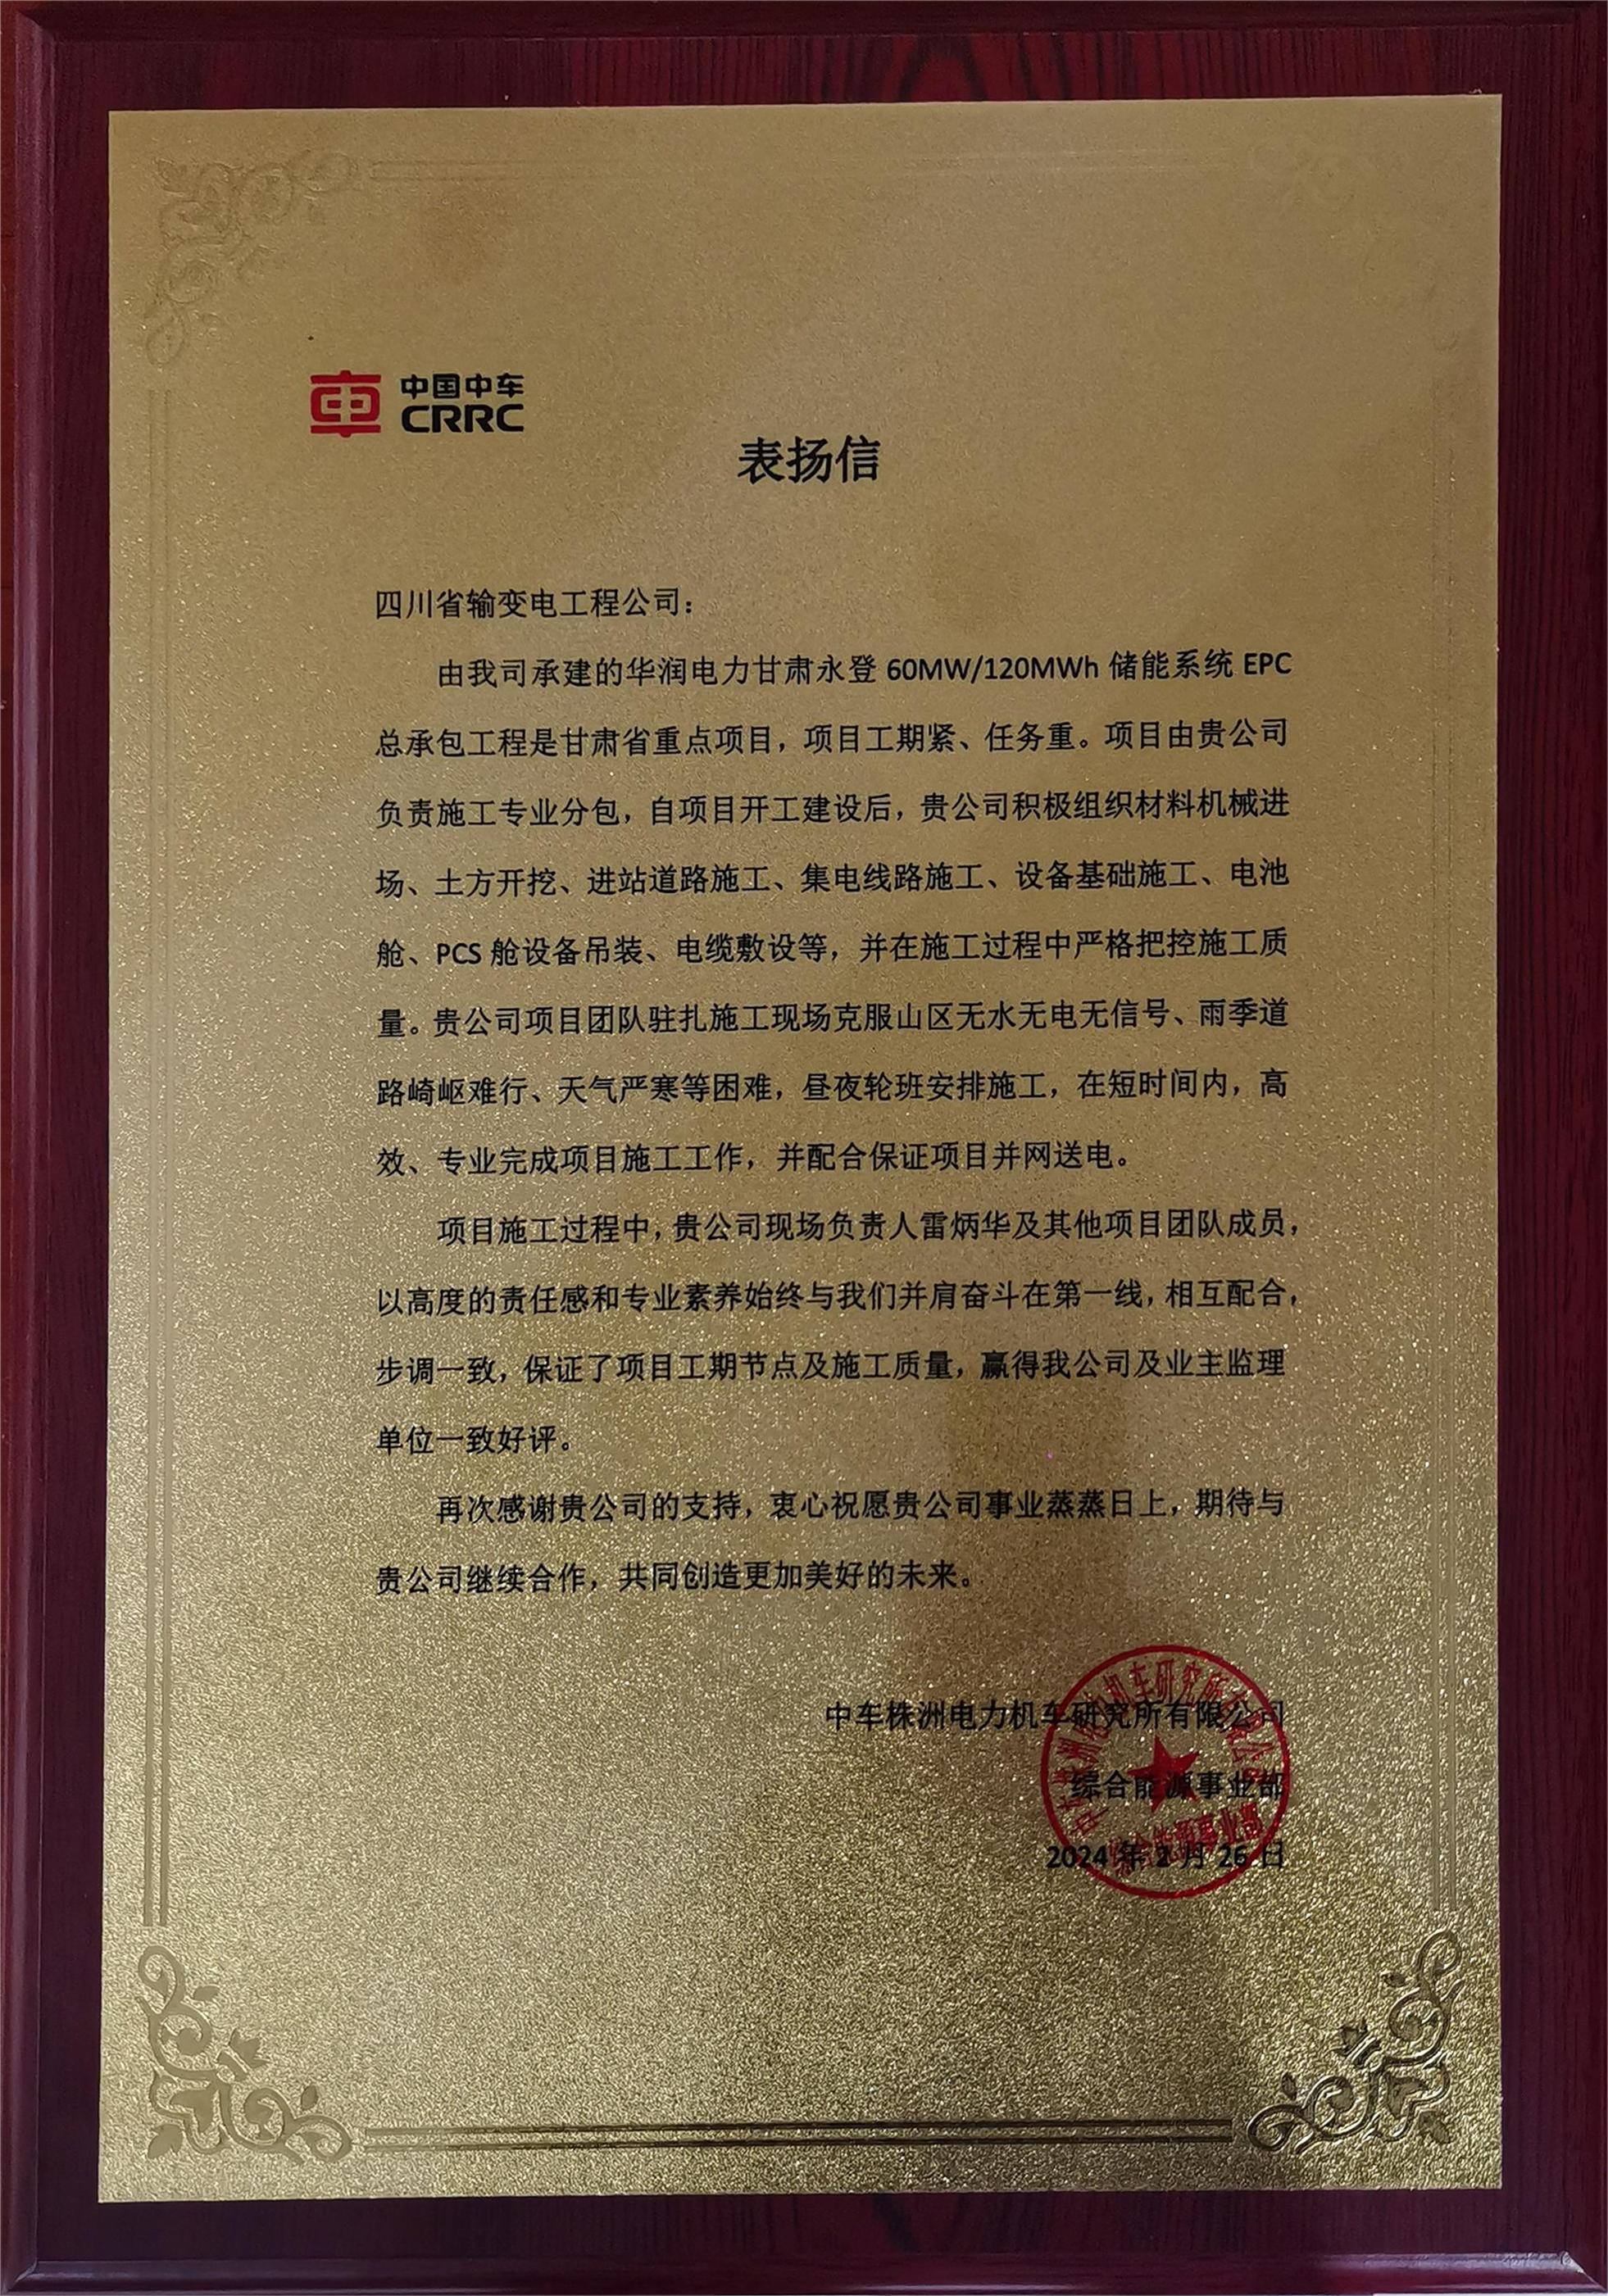 中国中车
CRRC
表扬信
四川省输变电工程公司：
由我司承建的华润电力甘肃永登 60MW/120MWh 储能系统 EPC
总承包工程是甘肃省重点项目，项目工期紧、任务重。项目由贵公司
负责施工专业分包，自项目开工建设后，贵公司积极组织材料机械进
场、土方开挖、进站道路施工、集电线路施工、设备基础施工、电池
舱、PCS 舱设备吊装、电缆敷设等，并在施工过程中严格把控施工质
量。贵公司项目团队驻扎施工现场克服山区无水无电无信号、雨季道
路崎岖难行、天气严寒等困难，昼夜轮班安排施工，在短时间内，高
效、专业完成项目施工工作，并配合保证项目并网送电。
项目施工过程中，贵公司现场负责人雷炳华及其他项目团队成员，
以高度的责任感和专业素养始终与我们并肩奋斗在第一线，相互配合，
步调一致，保证了项目工期节点及施工质量，赢得我公司及业主监理
单位一致好评。
再次感谢贵公司的支持，衷心祝愿贵公司事业蒸蒸日上，期待与
贵公司继续合作，共同创造更加美好的未来。
中车株洲电力机车研究所有限公司
综合能源事业部
2024 年 2 月 26 日